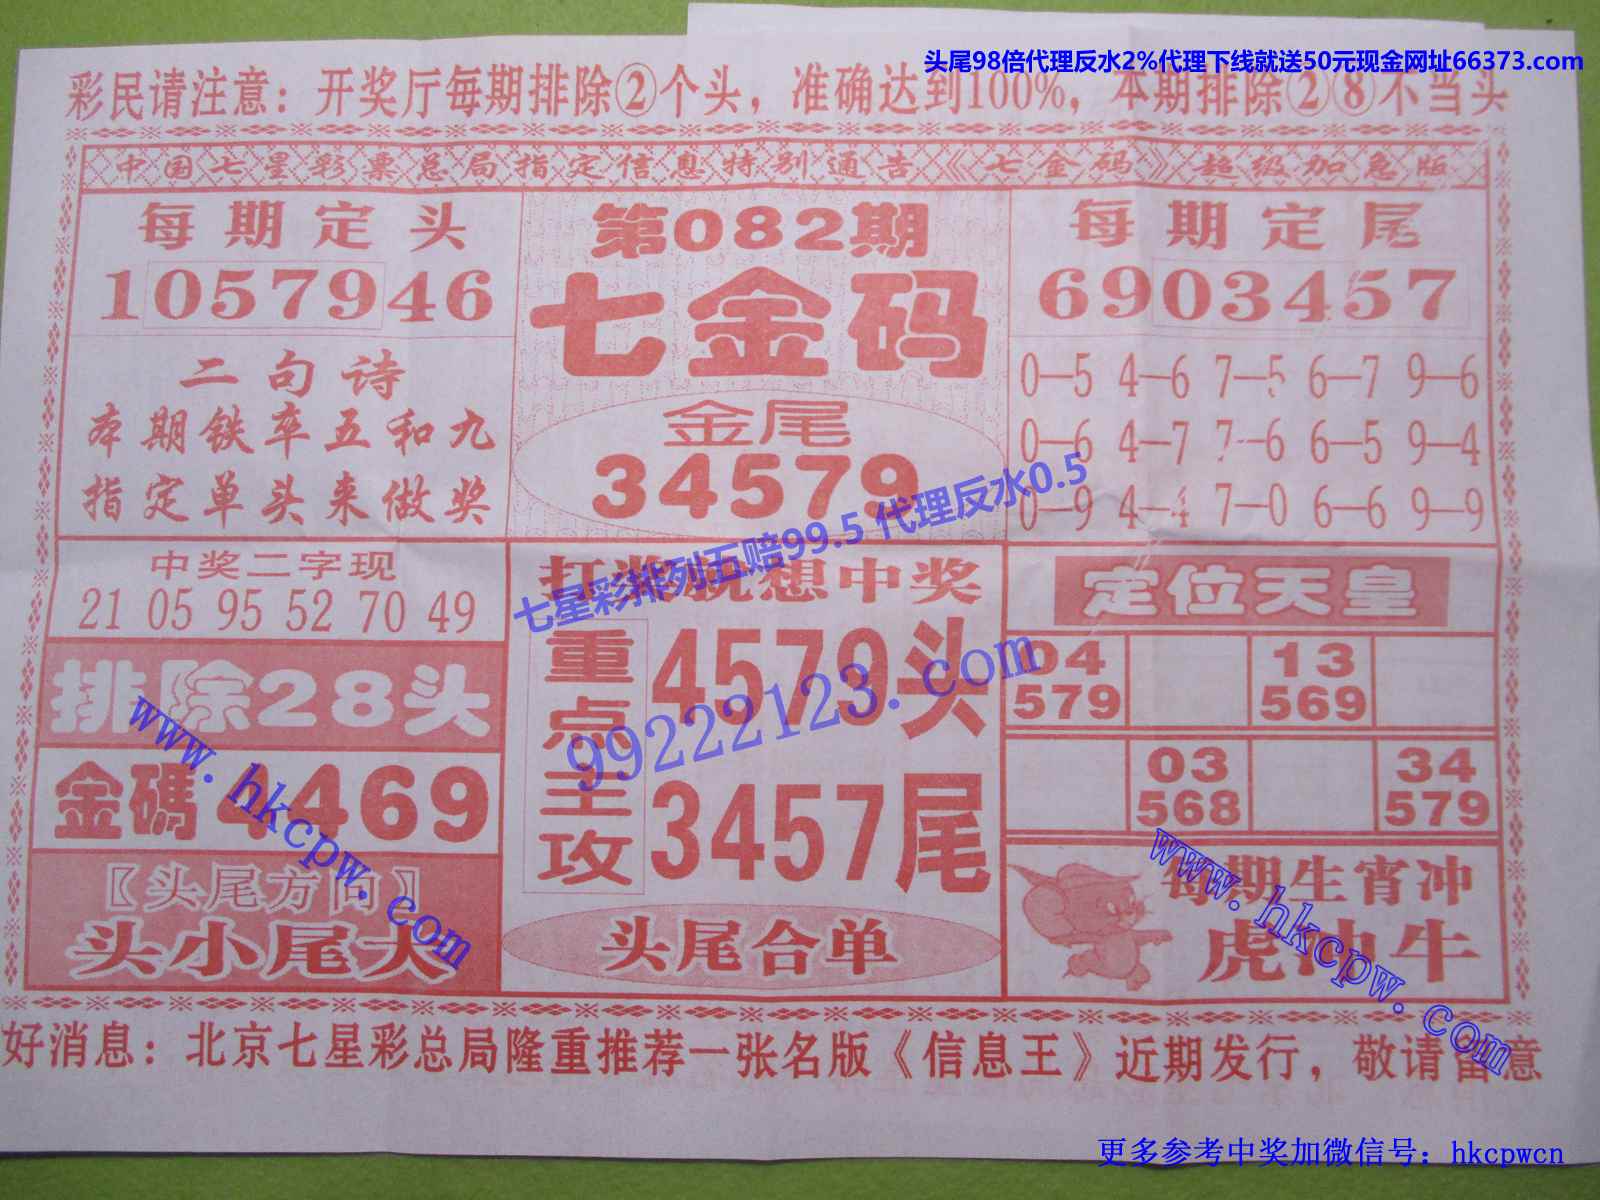 头尾98倍代理反水2%代理下线就送50元现金网址66373.com
彩民请注意：开奖厅每期排除②个头，准确达到100%，本期排除②⑧不当头
中国七星彩票总局指定信息特别通告《七金码》超级加急版
每期定头
1057946
二句诗
本期铁卒五和九
指定单头来做奖
第082期
七金码
金尾
34579
每期定尾
6903457
0—5 4—6 7—5 6—7 9—6
0—6 4—7 7—6 6—5 9—4
0—9 4—4 7—0 6—6 9—9
七星彩排列五赔99.5 代理反水0.5
99222123.com
中奖二字现
21 05 95 52 70 49
排除28头
金碼4469
【头尾方向】
头小尾大
www.hkcpw.com
想中奖
重点主攻
4579头
3457尾
头尾合单
定位天皇
04 13
579 569
03 34
568 579
每期生宵冲
虎冲牛
www.hkcpw.com
好消息：北京七星彩总局隆重推荐一张名版《信息王》近期发行，敬请留意
更多参考中奖加微信号：hkcpwcn